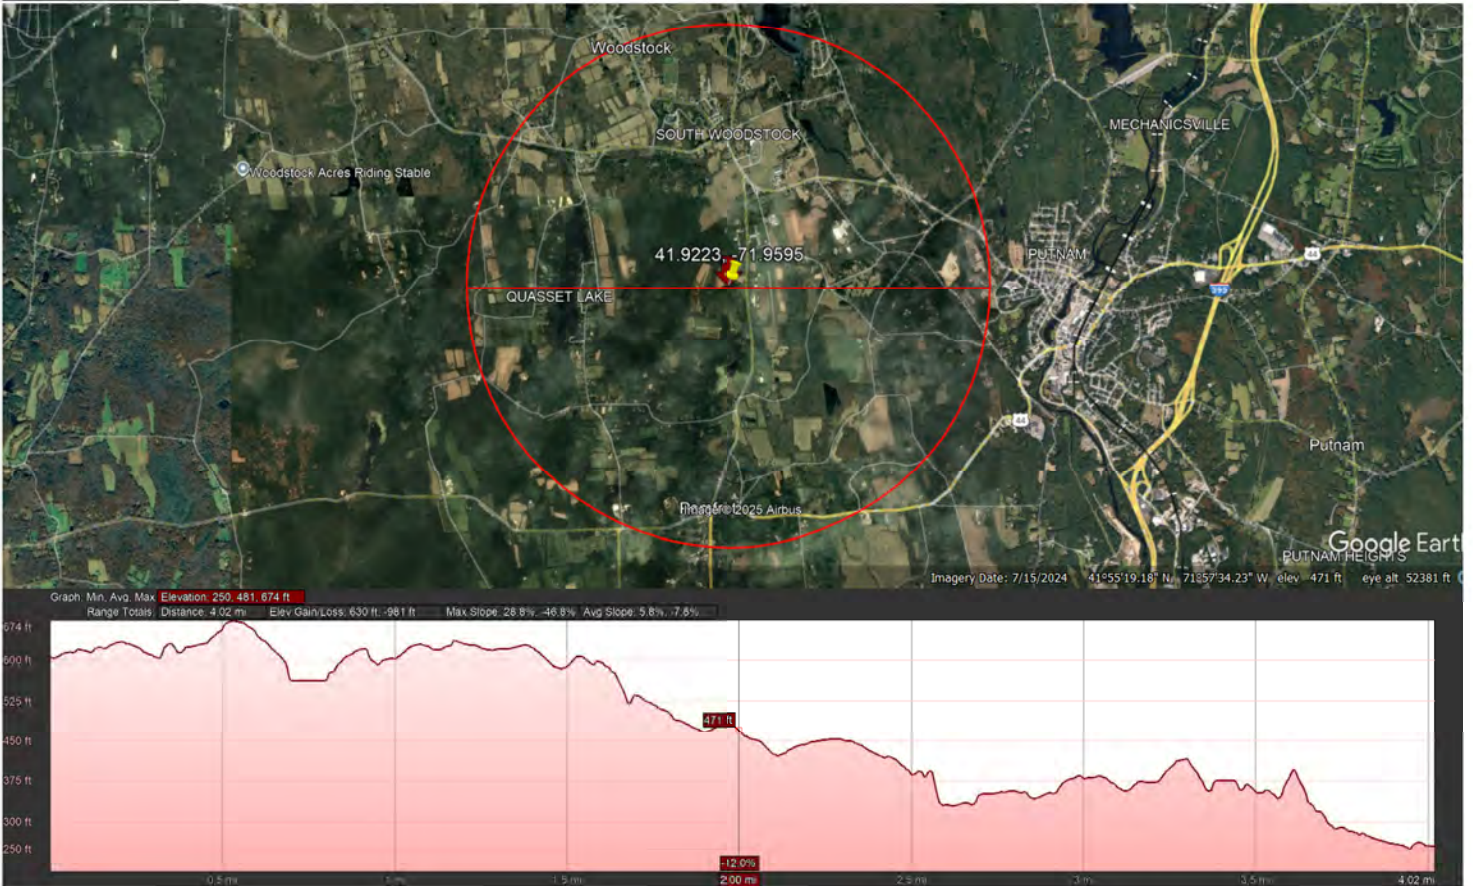 Woodstock
SOUTH WOODSTOCK
MECHANICSVILLE
Woodstock Acres Riding Stable
41.9223, -71.9595
PUTNAM
44
395
QUASSET LAKE
44
Putnam
Image © 2025 Airbus
Google Earth
PUTNAM HEIGHTS
Imagery Date: 7/15/2024 41°55'19.18" N 71°57'34.23" W elev 471 ft eye alt 52381 ft
Graph: Min, Avg, Max Elevation: 250, 481, 674 ft
Range Totals: Distance: 4.02 mi Elev Gain/Loss: 630 ft, -981 ft Max Slope: 28.8%, -46.8% Avg Slope: 5.8%, -7.8%
674 ft
600 ft
525 ft
471 ft
450 ft
375 ft
300 ft
250 ft
-12.0%
0.5 mi 1 mi 1.5 mi 2.00 mi 2.5 mi 3 mi 3.5 mi 4.02 mi